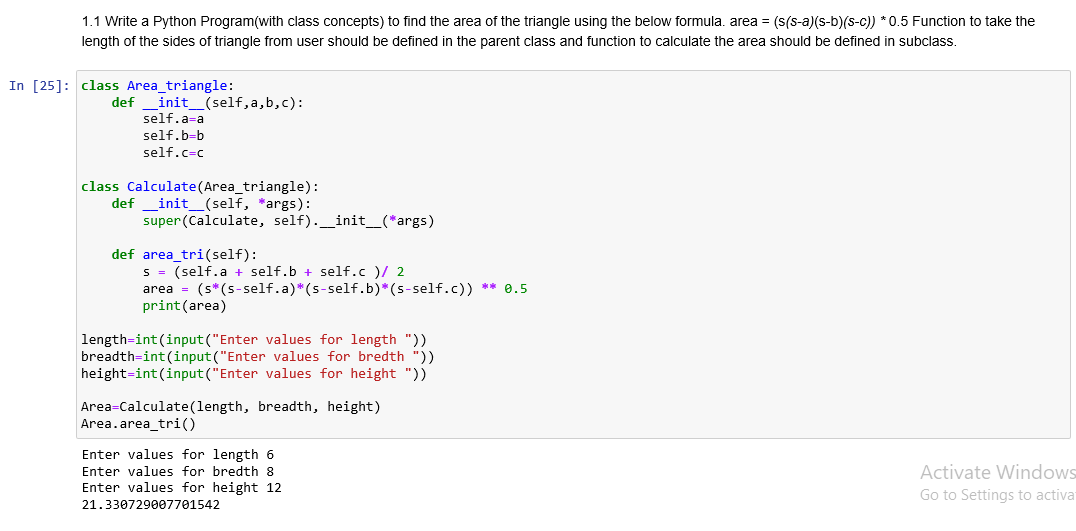 1.1 Write a Python Program(with class concepts) to find the area of the triangle using the below formula. area = (s(s-a)(s-b)(s-c)) * 0.5 Function to take the
length of the sides of triangle from user should be defined in the parent class and function to calculate the area should be defined in subclass.
In [25]: class Area_triangle:
    def __init__(self,a,b,c):
        self.a=a
        self.b=b
        self.c=c
class Calculate(Area_triangle):
    def __init__(self, *args):
        super(Calculate, self).__init__(*args)
    def area_tri(self):
        s = (self.a + self.b + self.c )/ 2
        area = (s*(s-self.a)*(s-self.b)*(s-self.c)) ** 0.5
        print(area)
length=int(input("Enter values for length "))
breadth=int(input("Enter values for bredth "))
height=int(input("Enter values for height "))
Area=Calculate(length, breadth, height)
Area.area_tri()
Enter values for length 6
Enter values for bredth 8
Enter values for height 12
21.330729007701542
Activate Windows
Go to Settings to activa